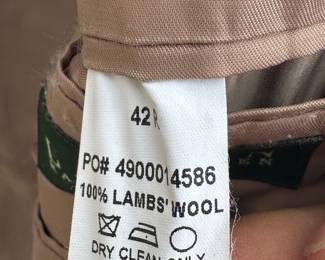 42 R
PO# 4900014586
100% LAMBS' WOOL
DRY CLEAN ONLY